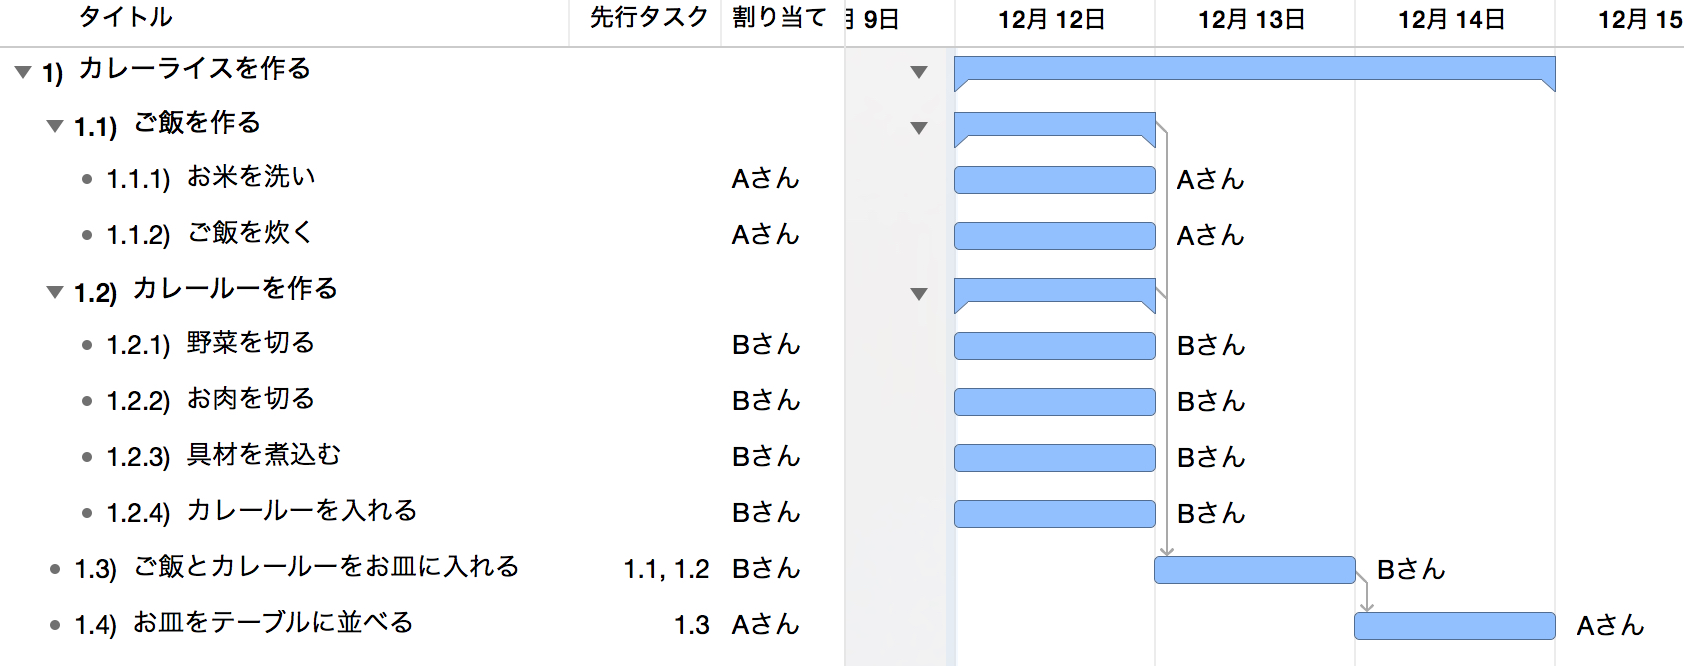 タイトル 先行タスク 割り当て 月 9日 12月 12日 12月 13日 12月 14日 12月 15
1) カレーライスを作る
1.1) ご飯を作る
1.1.1) お米を洗い Aさん Aさん
1.1.2) ご飯を炊く Aさん Aさん
1.2) カレールーを作る
1.2.1) 野菜を切る Bさん Bさん
1.2.2) お肉を切る Bさん Bさん
1.2.3) 具材を煮込む Bさん Bさん
1.2.4) カレールーを入れる Bさん Bさん
1.3) ご飯とカレールーをお皿に入れる 1.1, 1.2 Bさん Bさん
1.4) お皿をテーブルに並べる 1.3 Aさん Aさん